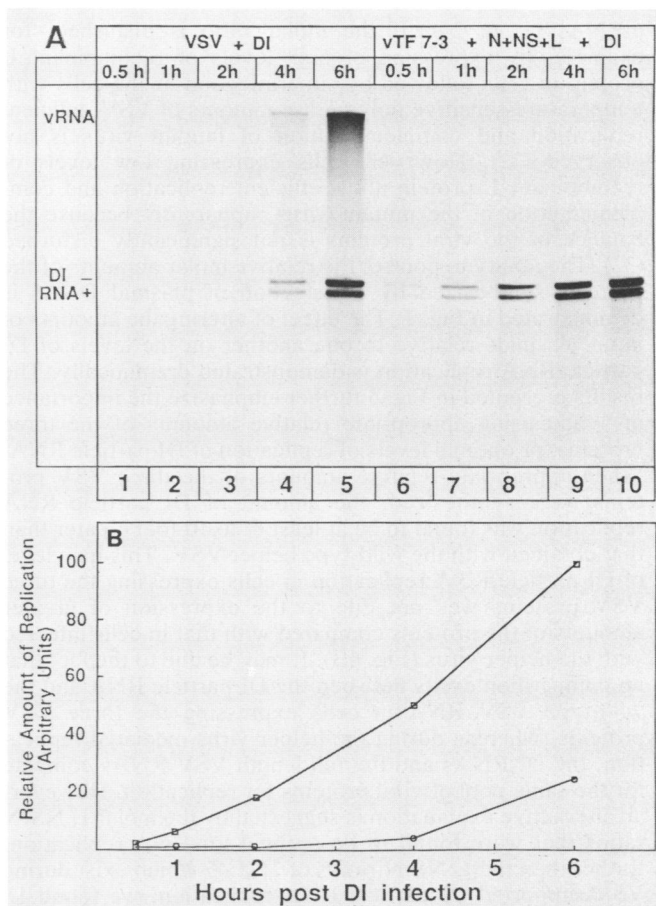 A
VSV + DI vTF 7-3 + N+NS+L + DI
0.5 h 1h 2h 4h 6h 0.5 h 1h 2h 4h 6h
vRNA
DI
RNA +
1 2 3 4 5 6 7 8 9 10
B
Relative Amount of Replication
(Arbitrary Units)
100
80
60
40
20
1 2 3 4 5 6
Hours post DI infection